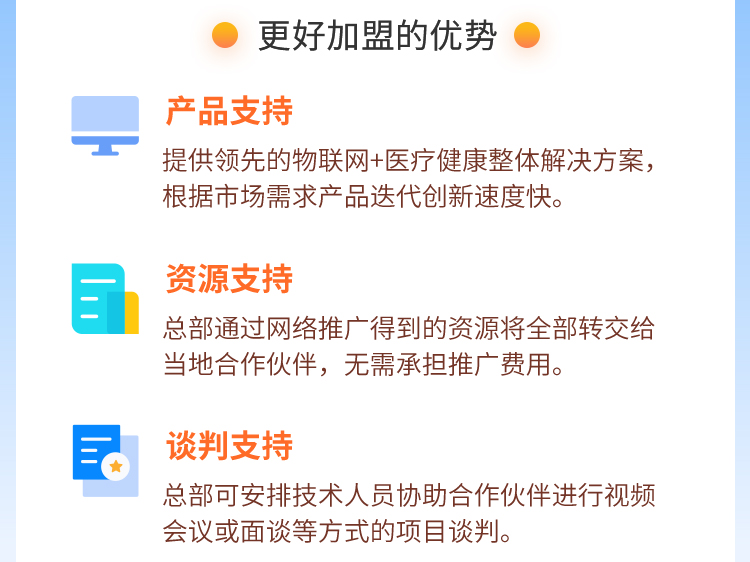 更好加盟的优势
产品支持
提供领先的物联网+医疗健康整体解决方案，
根据市场需求产品迭代创新速度快。
资源支持
总部通过网络推广得到的资源将全部转交给
当地合作伙伴，无需承担推广费用。
谈判支持
总部可安排技术人员协助合作伙伴进行视频
会议或面谈等方式的项目谈判。